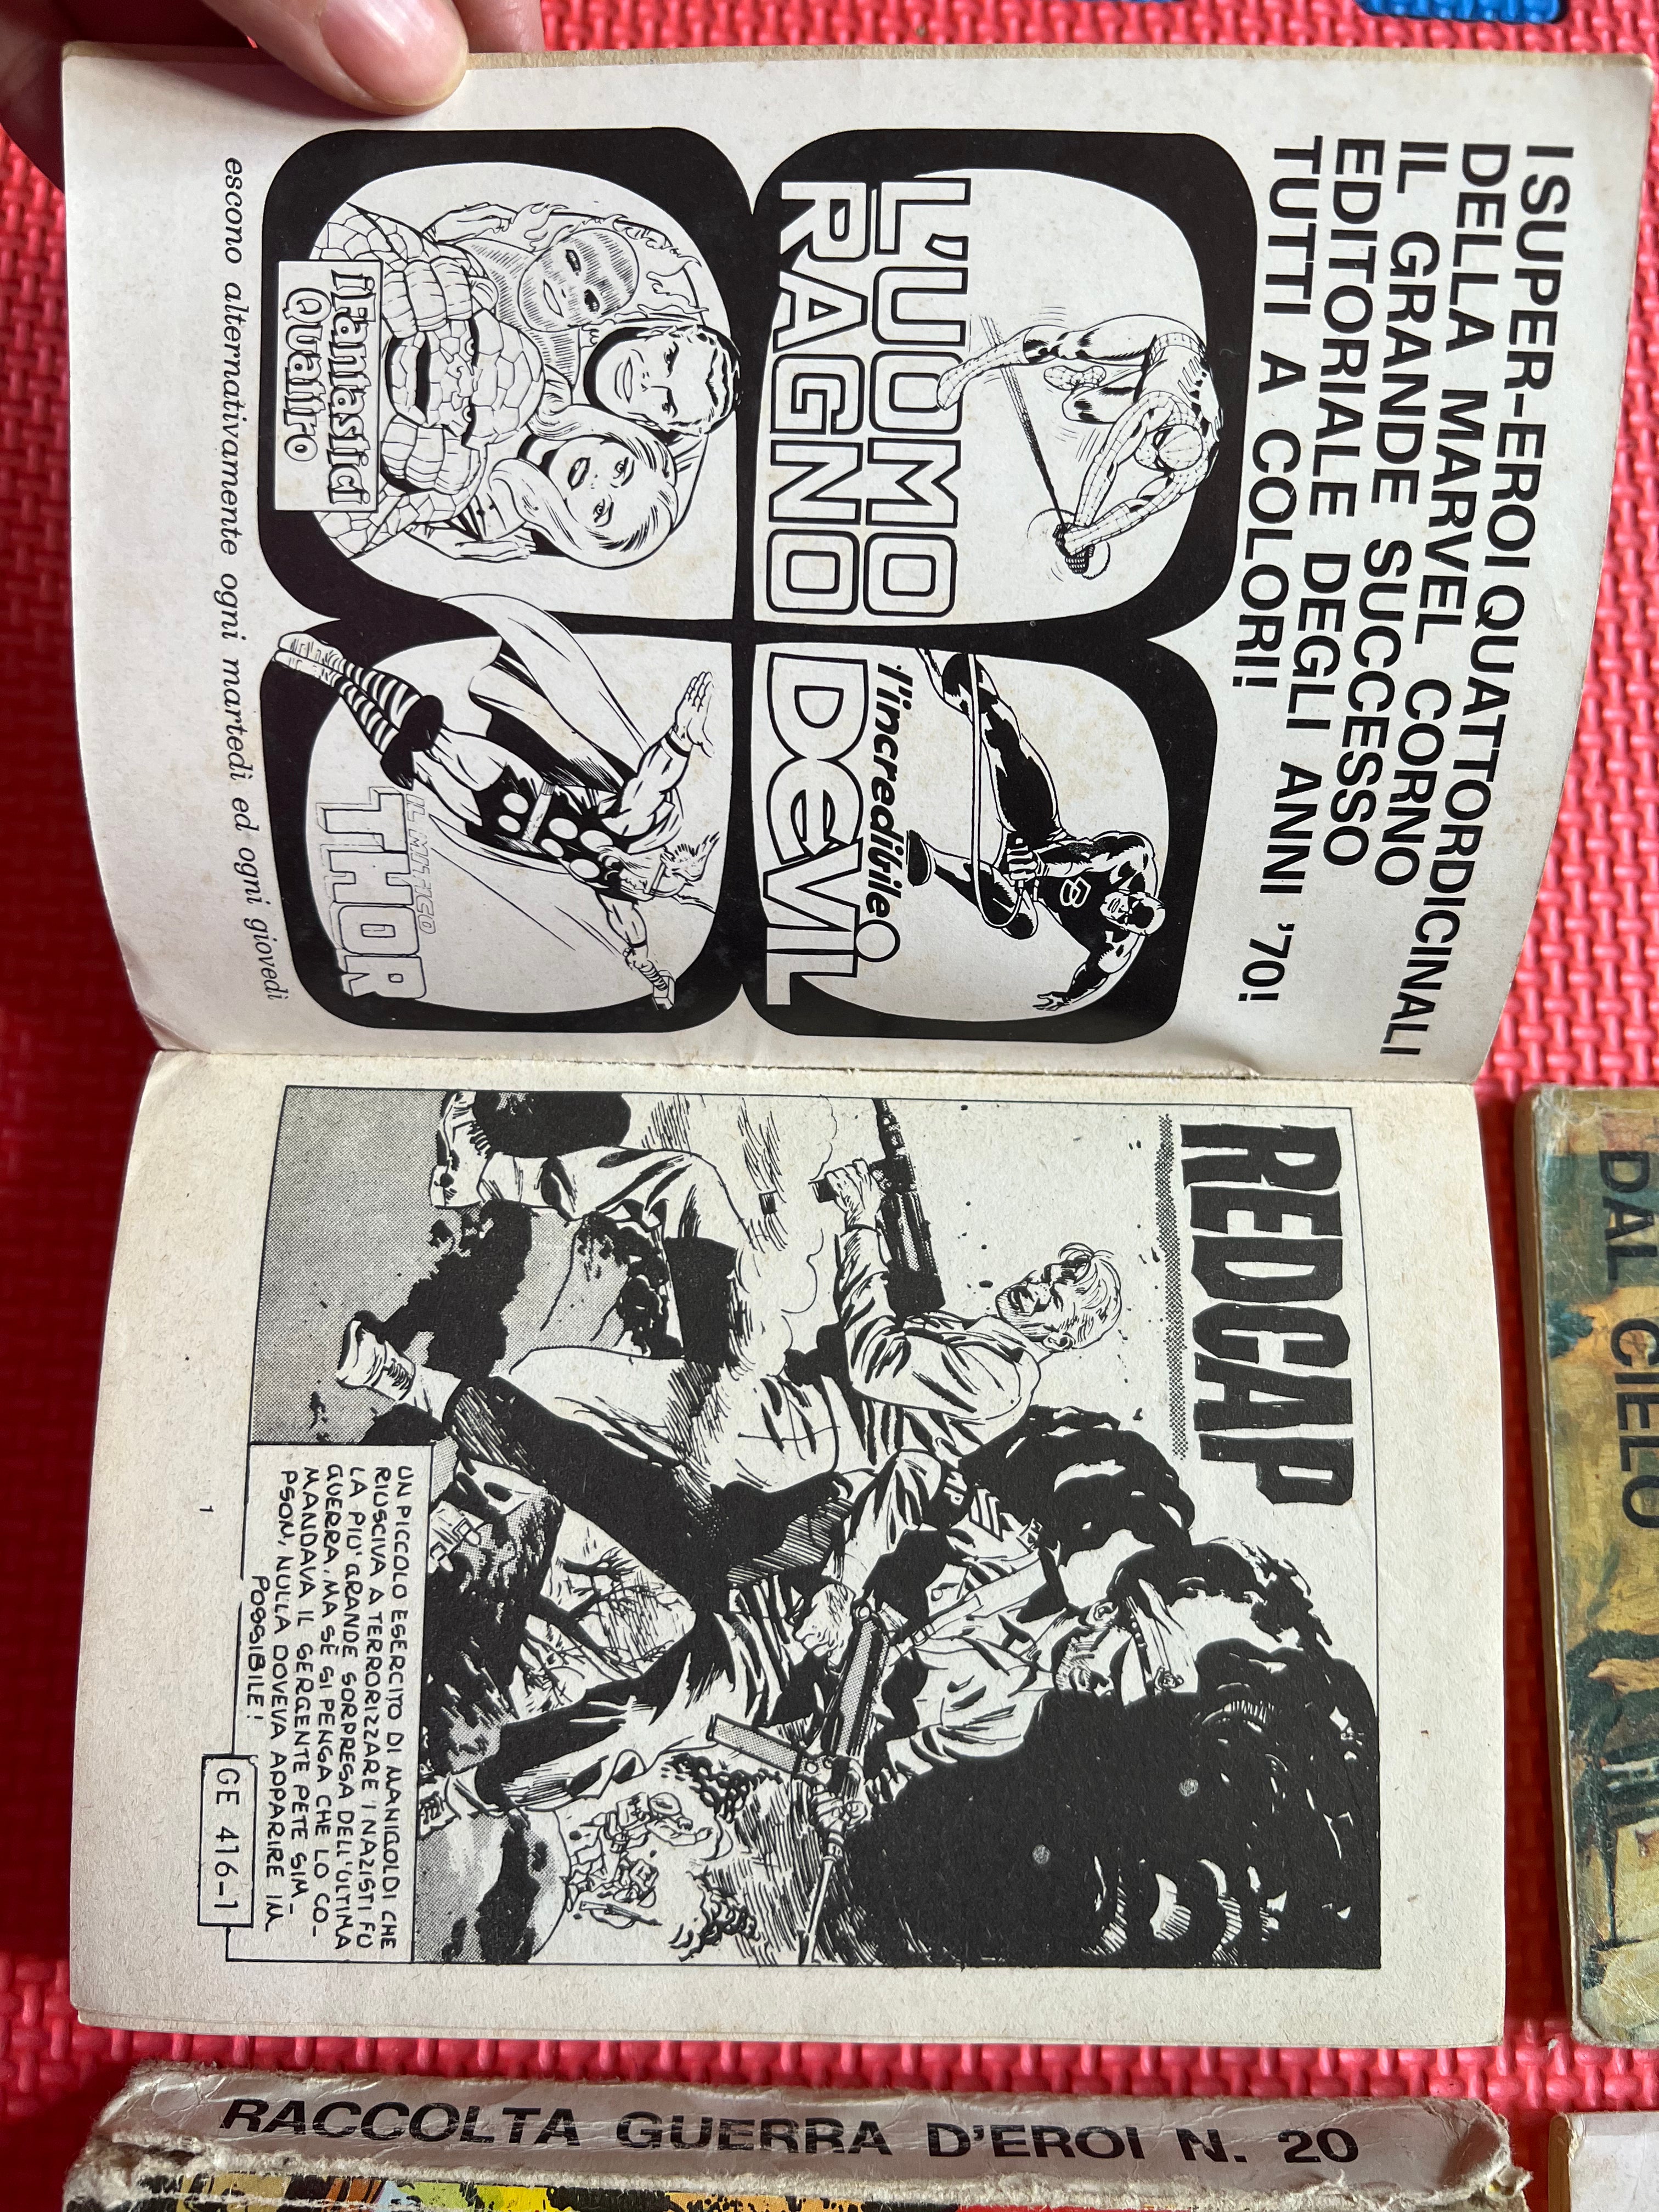 I SUPER-EROI QUATTORDICINALI
DELLA MARVEL CORNO
IL GRANDE SUCCESSO
EDITORIALE DEGLI ANNI '70!
TUTTI A COLORI!
L'UOMO
RAGNO
l'incredibile
DEVIL
i Fantastici
Quattro
IL MITICO
THOR
escono alternativamente ogni martedì ed ogni giovedì
REDCAP
UN PICCOLO ESERCITO DI MANIGOLDI CHE
RIUSCIVA A TERRORIZZARE I NAZISTI FU
LA PIU' GRANDE SORPRESA DELL'ULTIMA
GUERRA, MA SE SI PENSA CHE LO CO-
MANDAVA IL SERGENTE PETE SIM-
PSON, NULLA DOVEVA APPARIRE IM
POSSIBILE!
GE 416-1
1
DAL CIELO
RACCOLTA GUERRA D'EROI N. 20